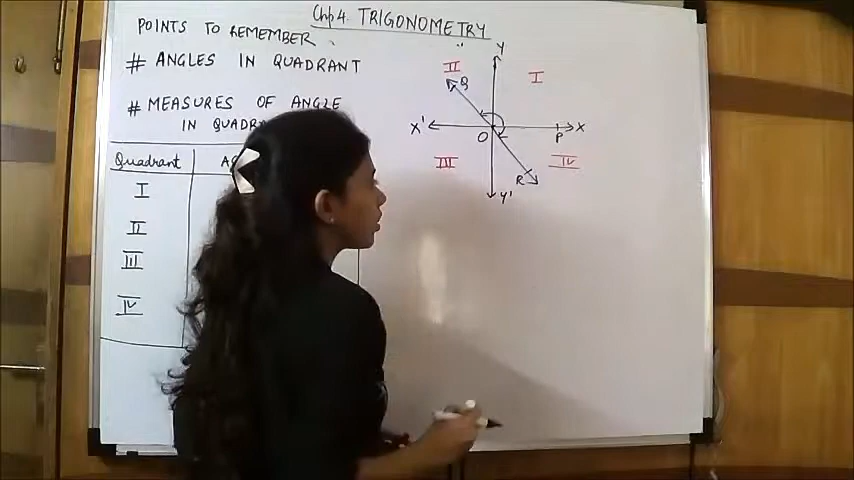 Chp 4. TRIGONOMETRY
POINTS TO REMEMBER
# ANGLES IN QUADRANT
# MEASURES OF ANGLE
IN
Quadrant
I
II
III
IV
Y
II
I
Q
X'
O
P
X
III
IV
R
Y'